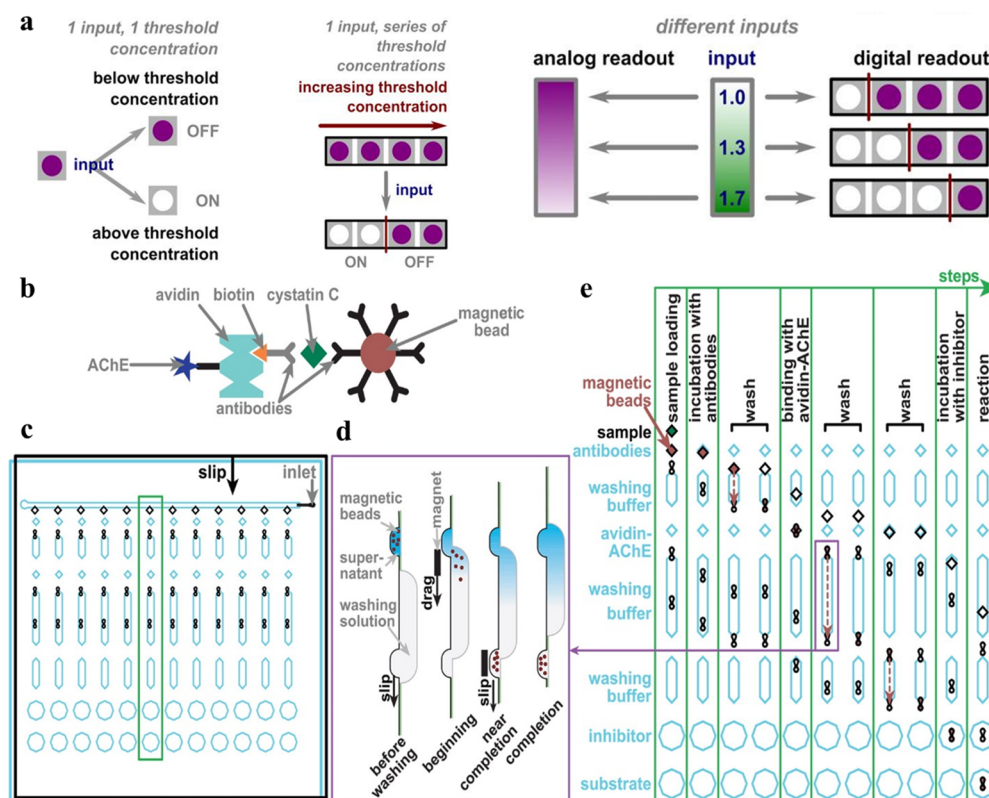 a
1 input, 1 threshold
concentration
below threshold
concentration
OFF
input
ON
above threshold
concentration
1 input, series of
threshold
concentrations
increasing threshold
concentration
input
ON OFF
different inputs
analog readout input digital readout
1.0
1.3
1.7
b
avidin biotin cystatin C
magnetic
bead
AChE
antibodies
c
slip inlet
d
magnetic
beads
magnet
super-
natant
drag
washing
solution
slip
slip
before
washing
beginning
near
completion
completion
e
steps
sample loading
incubation with
antibodies
wash
binding with
avidin-AChE
wash
wash
incubation
with inhibitor
reaction
magnetic
beads
sample
antibodies
washing
buffer
avidin-
AChE
washing
buffer
washing
buffer
inhibitor
substrate